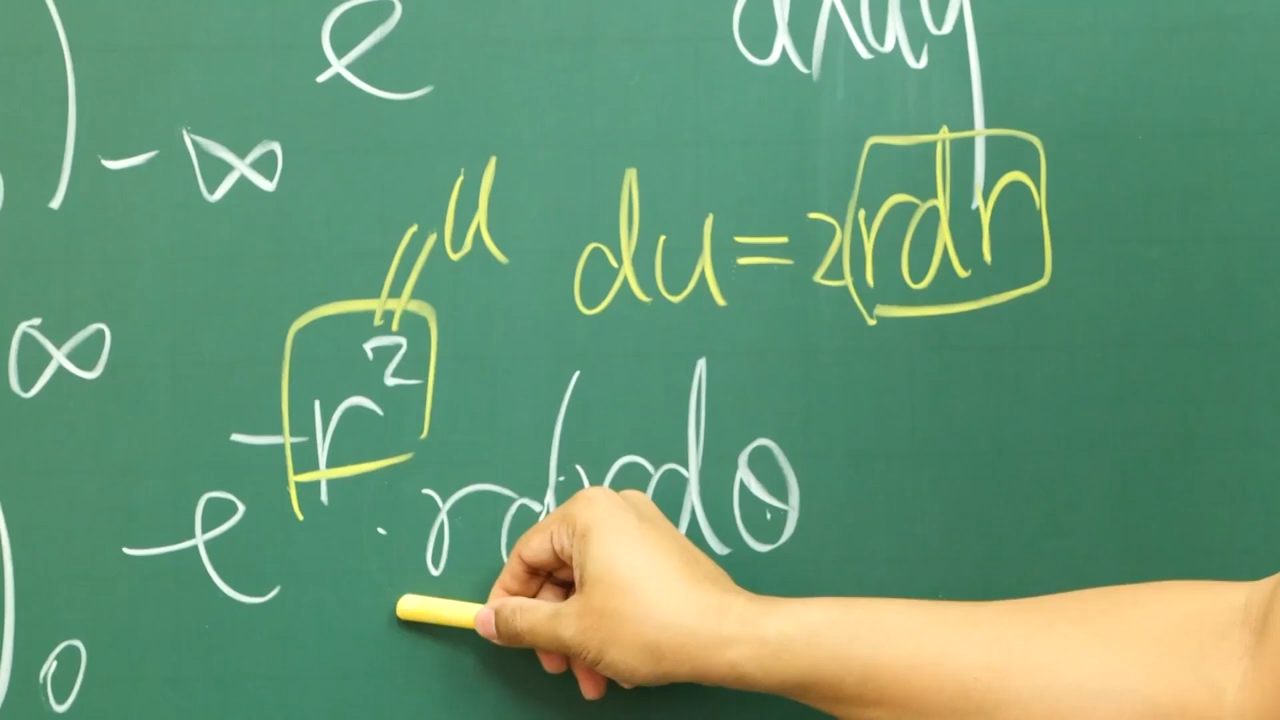 ) e dxdy
-∞
u du = 2rdr
∞
e^-r² · rdrdθ
) 0